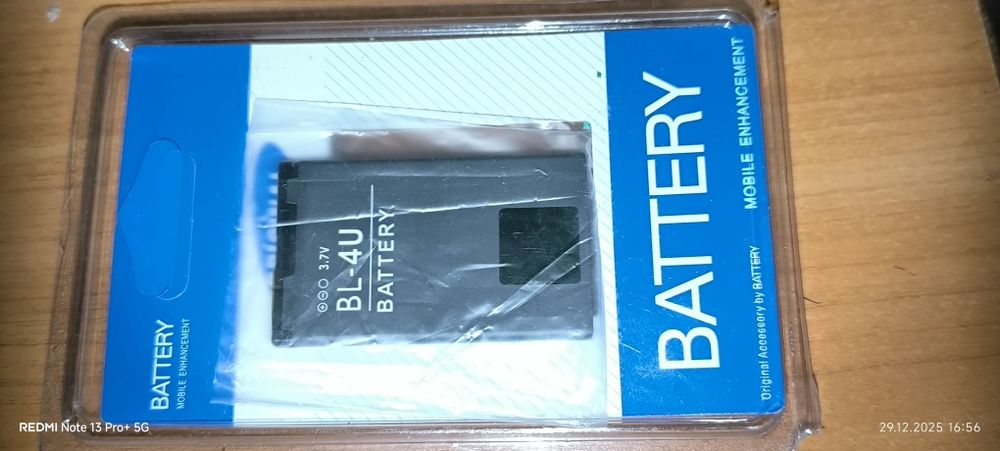 BATTERY
MOBILE ENHANCEMENT
⊕⊖⊖ 3.7V
BL-4U
BATTERY
BATTERY
MOBILE ENHANCEMENT
Original Accessory by BATTERY
REDMI Note 13 Pro+ 5G
29.12.2025 16:56